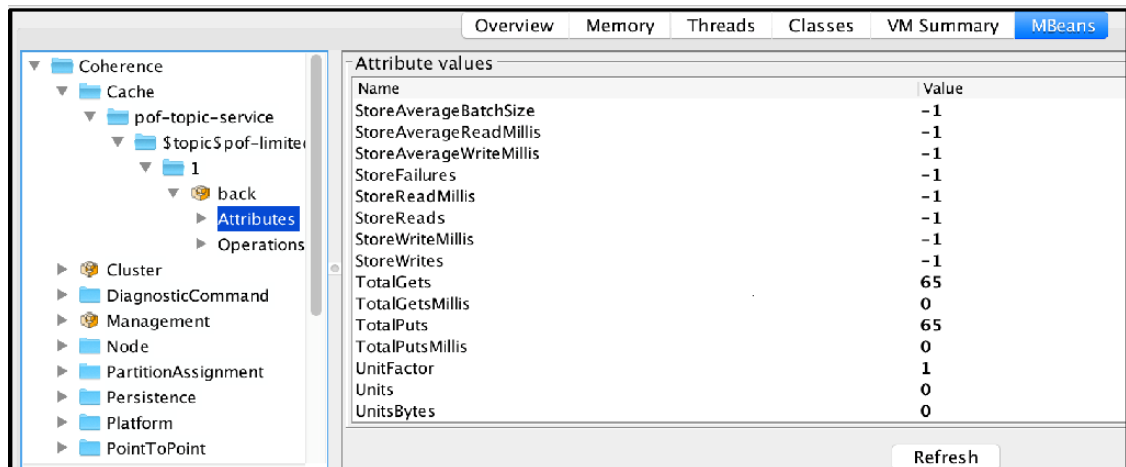 Overview Memory Threads Classes VM Summary MBeans
Coherence
Cache
pof-topic-service
$topic$pof-limite
1
back
Attributes
Operations
Cluster
DiagnosticCommand
Management
Node
PartitionAssignment
Persistence
Platform
PointToPoint
Attribute values
Name Value
StoreAverageBatchSize -1
StoreAverageReadMillis -1
StoreAverageWriteMillis -1
StoreFailures -1
StoreReadMillis -1
StoreReads -1
StoreWriteMillis -1
StoreWrites -1
TotalGets 65
TotalGetsMillis 0
TotalPuts 65
TotalPutsMillis 0
UnitFactor 1
Units 0
UnitsBytes 0
Refresh